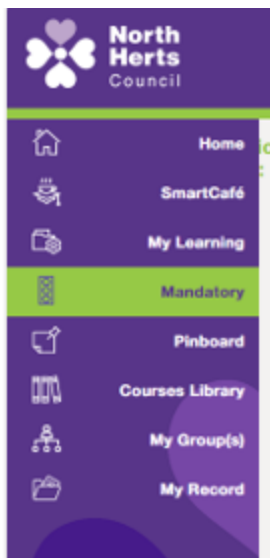 North
Herts
Council
Home
SmartCafé
My Learning
Mandatory
Pinboard
Courses Library
My Group(s)
My Record